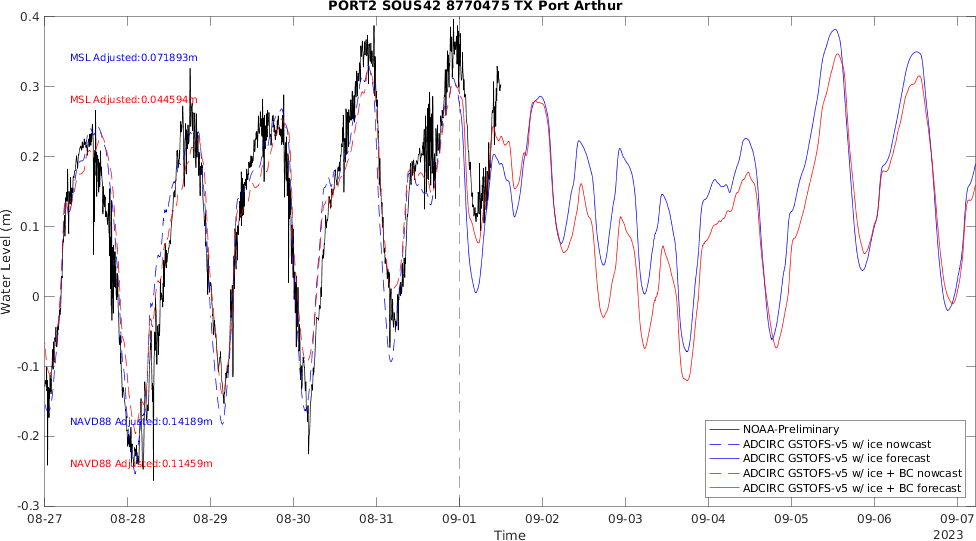 PORT2 SOUS42 8770475 TX Port Arthur
0.4
MSL Adjusted:0.071893m
0.3
MSL Adjusted:0.044594m
0.2
0.1
Water Level (m)
0
-0.1
NAVD88 Adjusted:0.14189m
-0.2
NAVD88 Adjusted:0.11459m
-0.3
NOAA-Preliminary
ADCIRC GSTOFS-v5 w/ ice nowcast
ADCIRC GSTOFS-v5 w/ ice forecast
ADCIRC GSTOFS-v5 w/ ice + BC nowcast
ADCIRC GSTOFS-v5 w/ ice + BC forecast
08-27 08-28 08-29 08-30 08-31 09-01 09-02 09-03 09-04 09-05 09-06 09-07
Time
2023